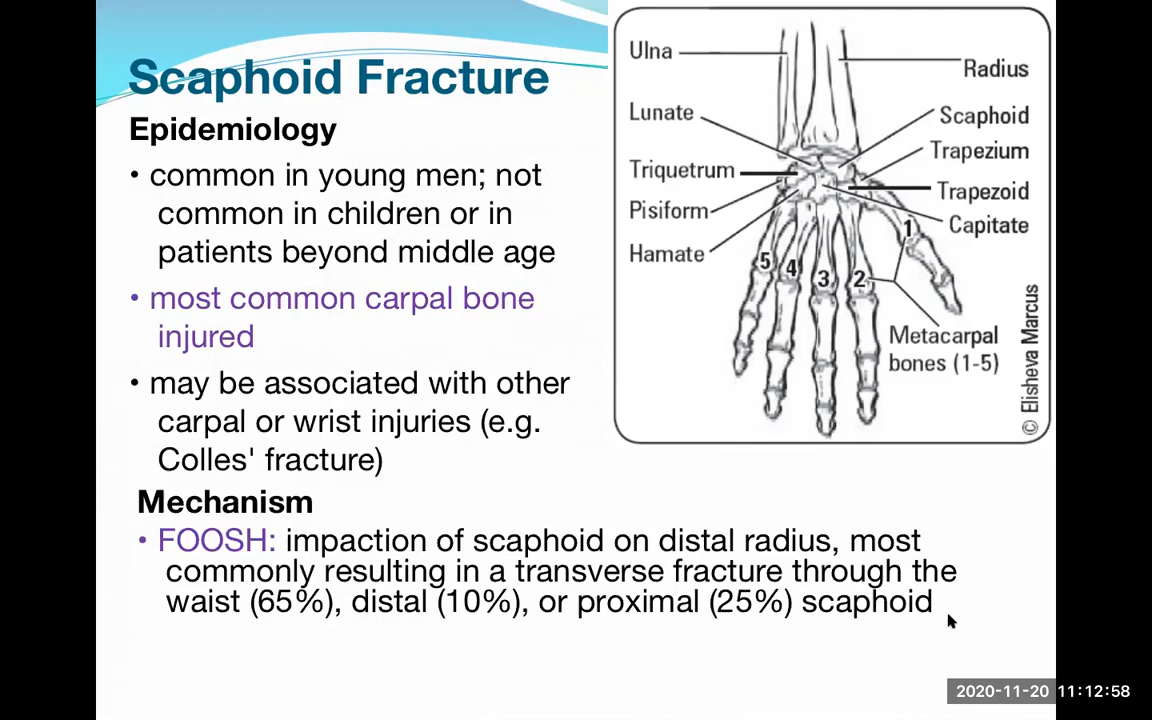 Scaphoid Fracture
Epidemiology
• common in young men; not
common in children or in
patients beyond middle age
• most common carpal bone
injured
• may be associated with other
carpal or wrist injuries (e.g.
Colles' fracture)
Mechanism
• FOOSH: impaction of scaphoid on distal radius, most
commonly resulting in a transverse fracture through the
waist (65%), distal (10%), or proximal (25%) scaphoid
Ulna
Radius
Lunate
Scaphoid
Trapezium
Triquetrum
Trapezoid
Pisiform
Capitate
Hamate
1
5
4
3
2
Metacarpal
bones (1-5)
© Elisheva Marcus
2020-11-20 11:12:58